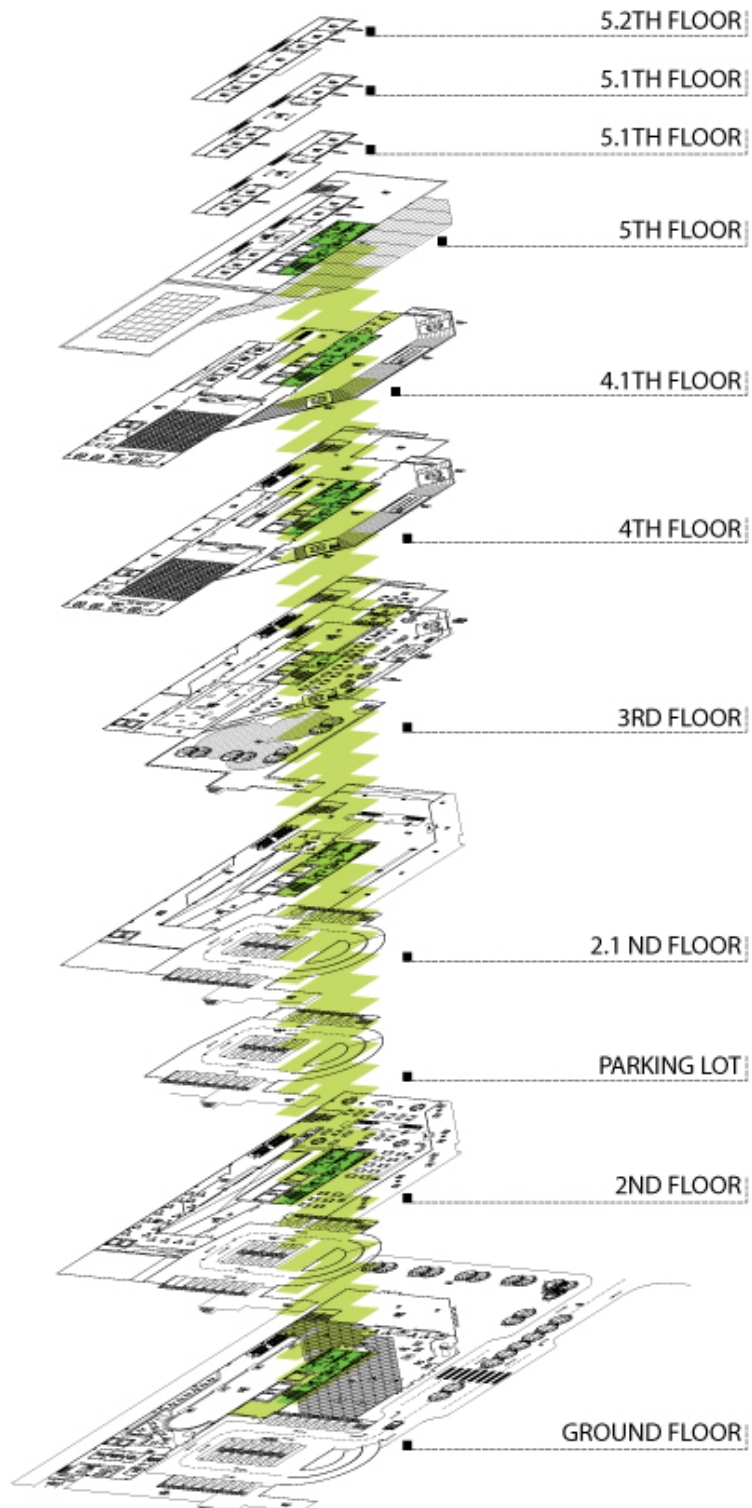 5.2TH FLOOR
5.1TH FLOOR
5.1TH FLOOR
5TH FLOOR
4.1TH FLOOR
4TH FLOOR
3RD FLOOR
2.1 ND FLOOR
PARKING LOT
2ND FLOOR
GROUND FLOOR